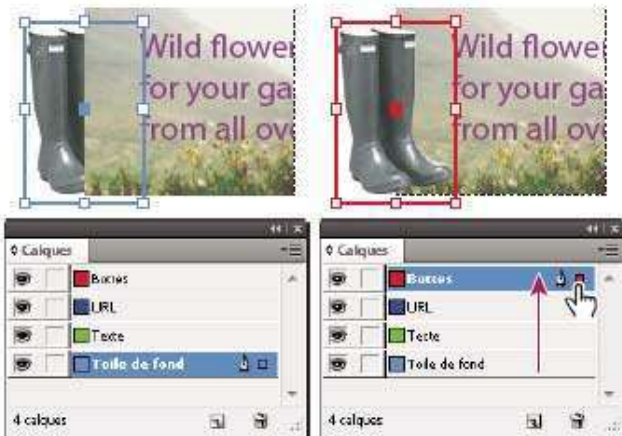 Wild flower
for your ga
from all ove
Wild flowe
for your ga
from all ov
Calques
Bottes
URL
Texte
Toile de fond
4 calques
Calques
Bottes
URL
Texte
Toile de fond
4 calques